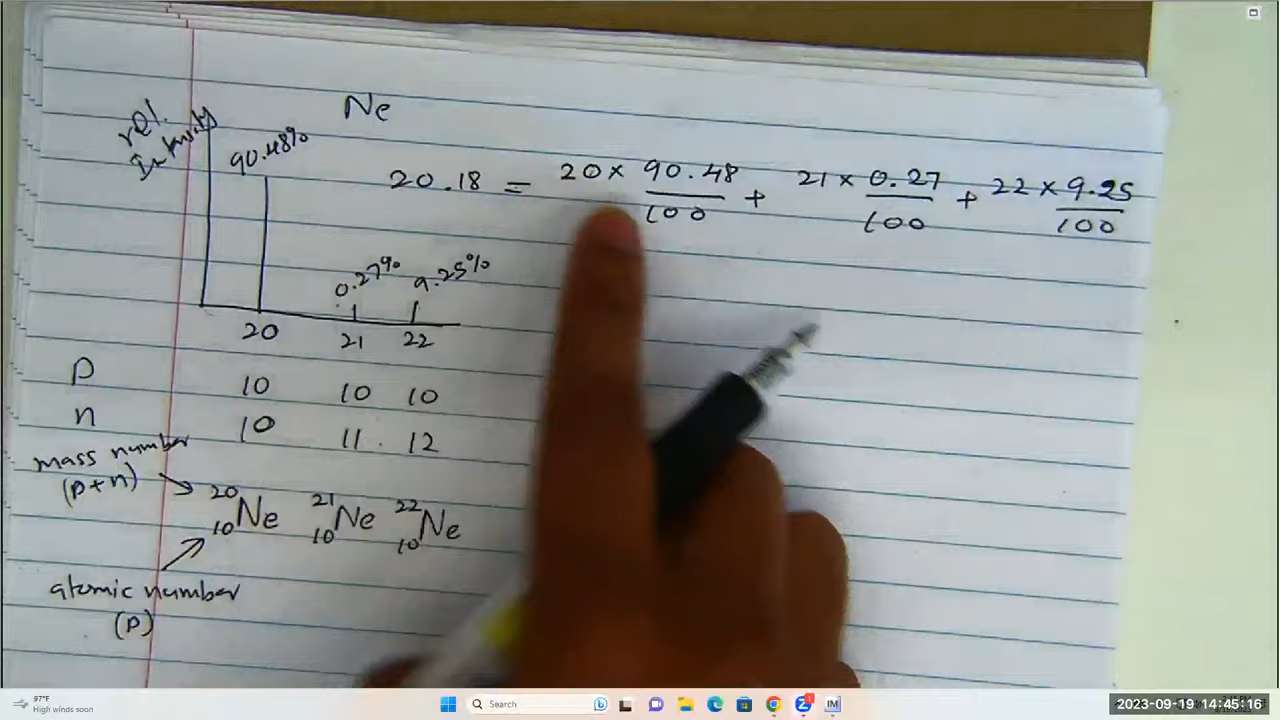 Ne
rel.
90.48%
20.18 = 20 × 90.48/100 + 21 × 0.27/100 + 22 × 9.25/100
0.27% 9.25%
20 21 22
P 10 10 10
n 10 11 12
mass number
(p+n)
20 10 Ne 21 10 Ne 22 10 Ne
atomic number
(p)
97°F
High winds soon
Search
2023-09-19 14:45:16